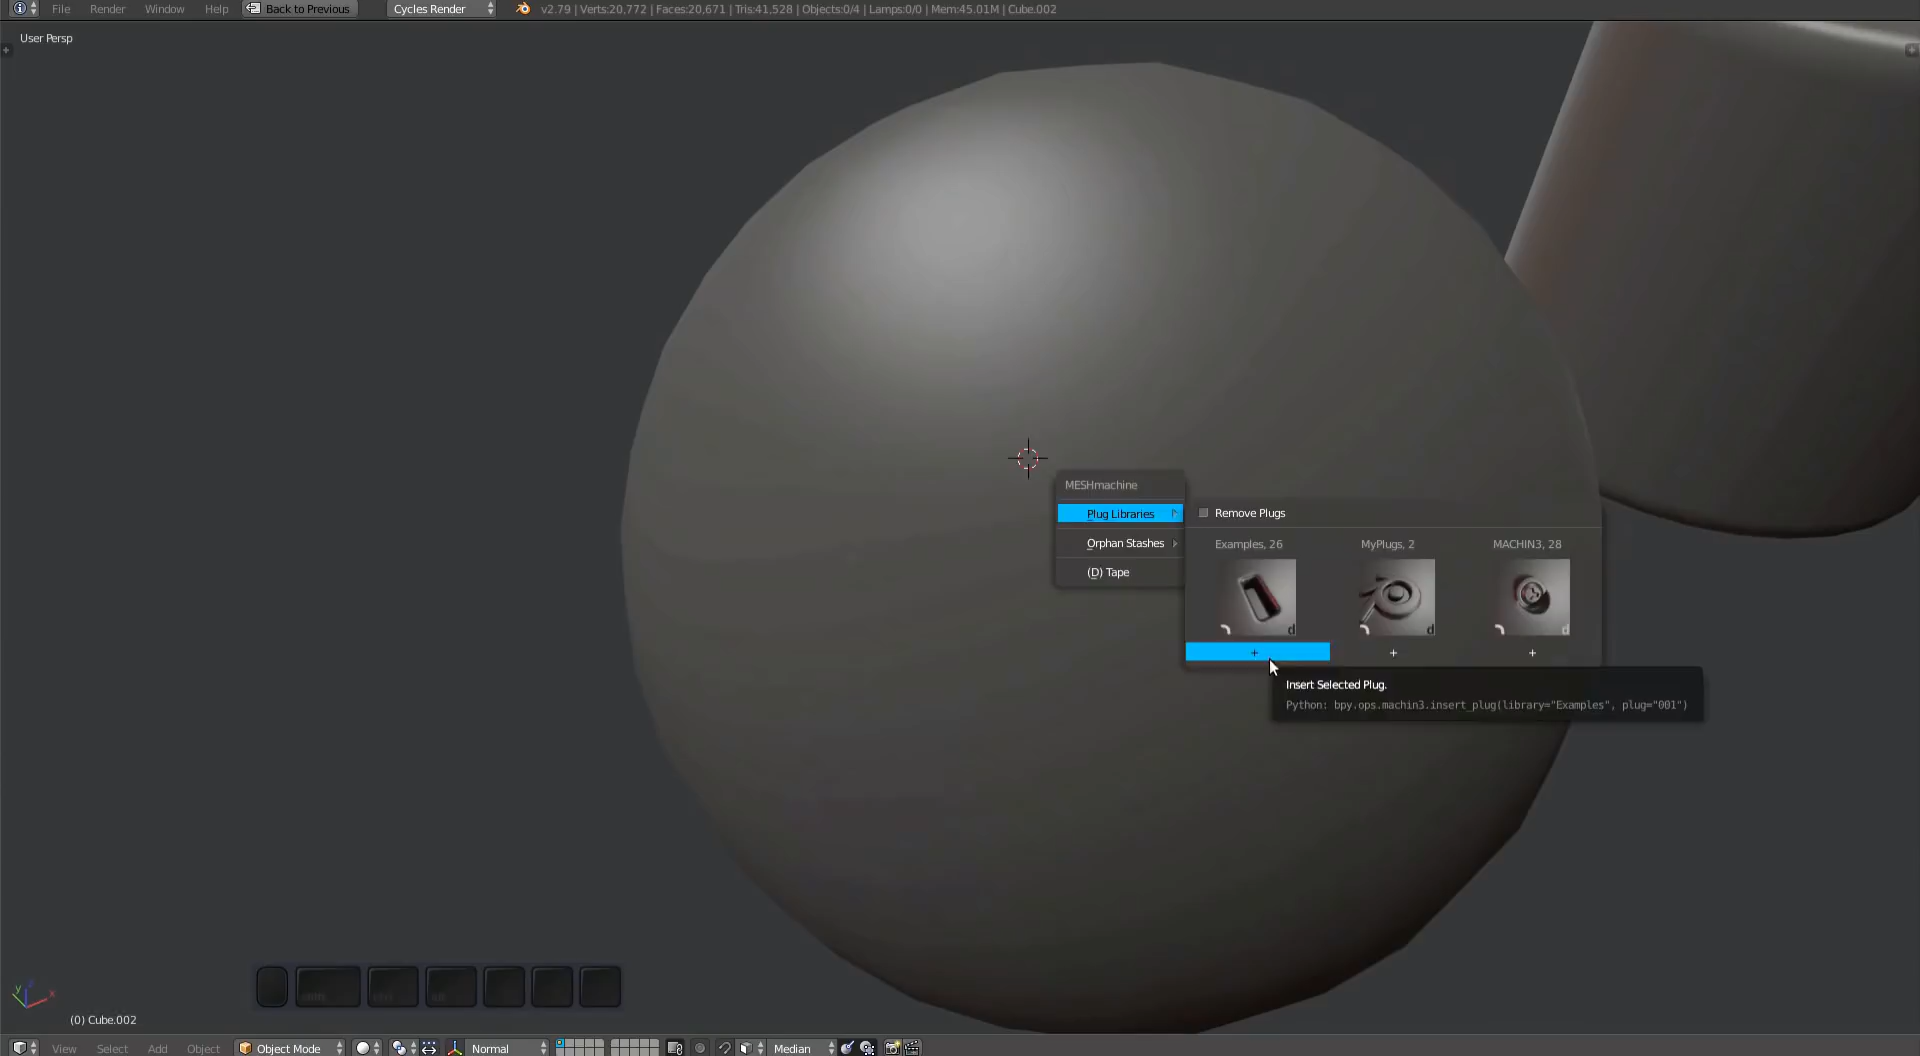 File Render Window Help Back to Previous Cycles Render v2.79 | Verts:20,772 | Faces:20,671 | Tris:41,528 | Objects:0/4 | Lamps:0/0 | Mem:45.01M | Cube.002
User Persp
MESHmachine
Plug Libraries
Orphan Stashes
(D) Tape
Remove Plugs
Examples, 26 MyPlugs, 2 MACHIN3, 28
d d d
+ + +
Insert Selected Plug.
Python: bpy.ops.machin3.insert_plug(library="Examples", plug="001")
y z x
(0) Cube.002
View Select Add Object Object Mode Normal Median